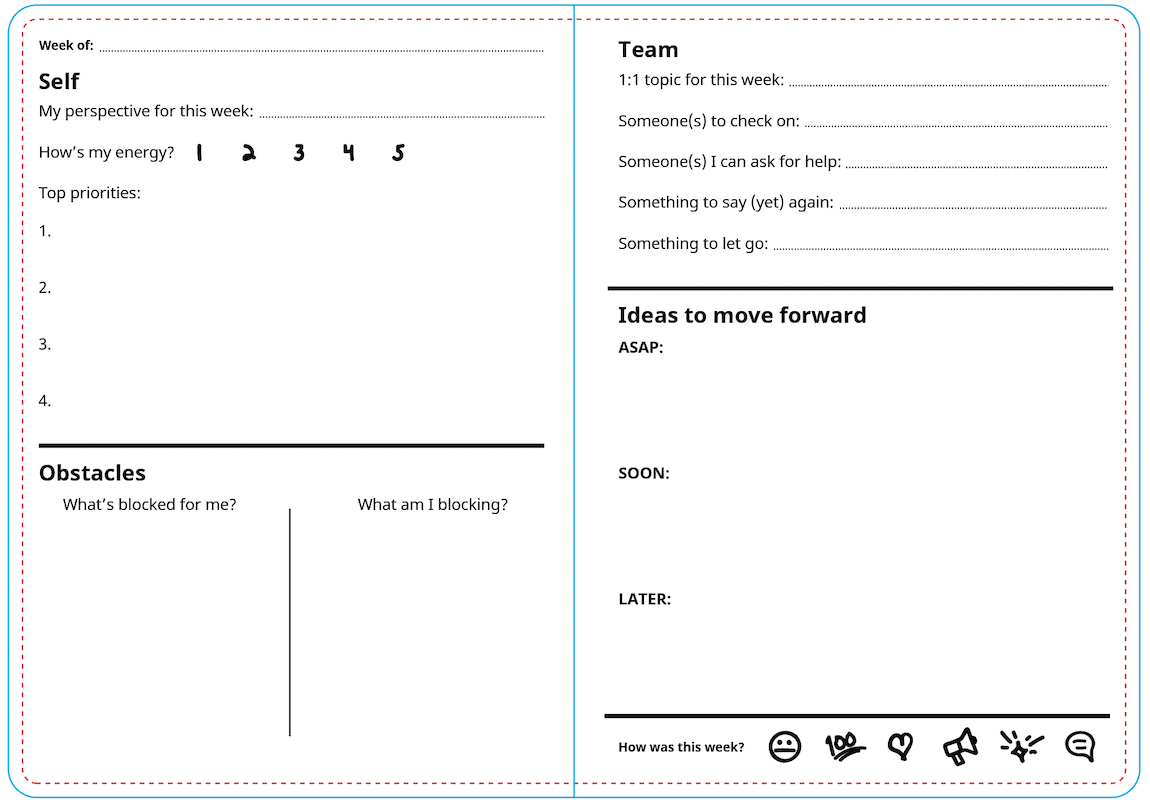 Week of:
Self
My perspective for this week:
How’s my energy? 1 2 3 4 5
Top priorities:
1.
2.
3.
4.
Obstacles
What’s blocked for me?
What am I blocking?
Team
1:1 topic for this week:
Someone(s) to check on:
Someone(s) I can ask for help:
Something to say (yet) again:
Something to let go:
Ideas to move forward
ASAP:
SOON:
LATER:
How was this week? 100